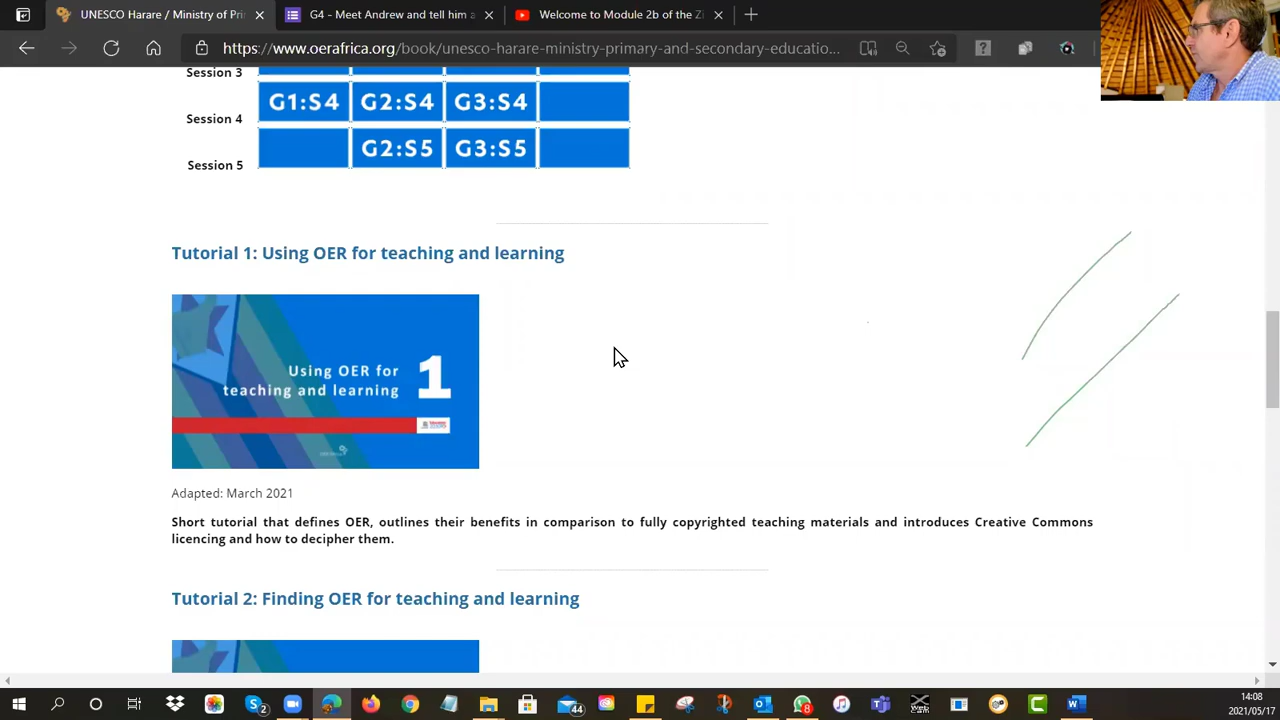 UNESCO Harare / Ministry of Pri
G4 - Meet Andrew and tell him a
Welcome to Module 2b of the Zi
https://www.oerafrica.org/book/unesco-harare-ministry-primary-and-secondary-educatio...
Session 3
G1:S4 G2:S4 G3:S4
Session 4
G2:S5 G3:S5
Session 5
Tutorial 1: Using OER for teaching and learning
Using OER for
teaching and learning
1
Adapted: March 2021
Short tutorial that defines OER, outlines their benefits in comparison to fully copyrighted teaching materials and introduces Creative Commons
licencing and how to decipher them.
Tutorial 2: Finding OER for teaching and learning
2
44
8
14:08
2021/05/17